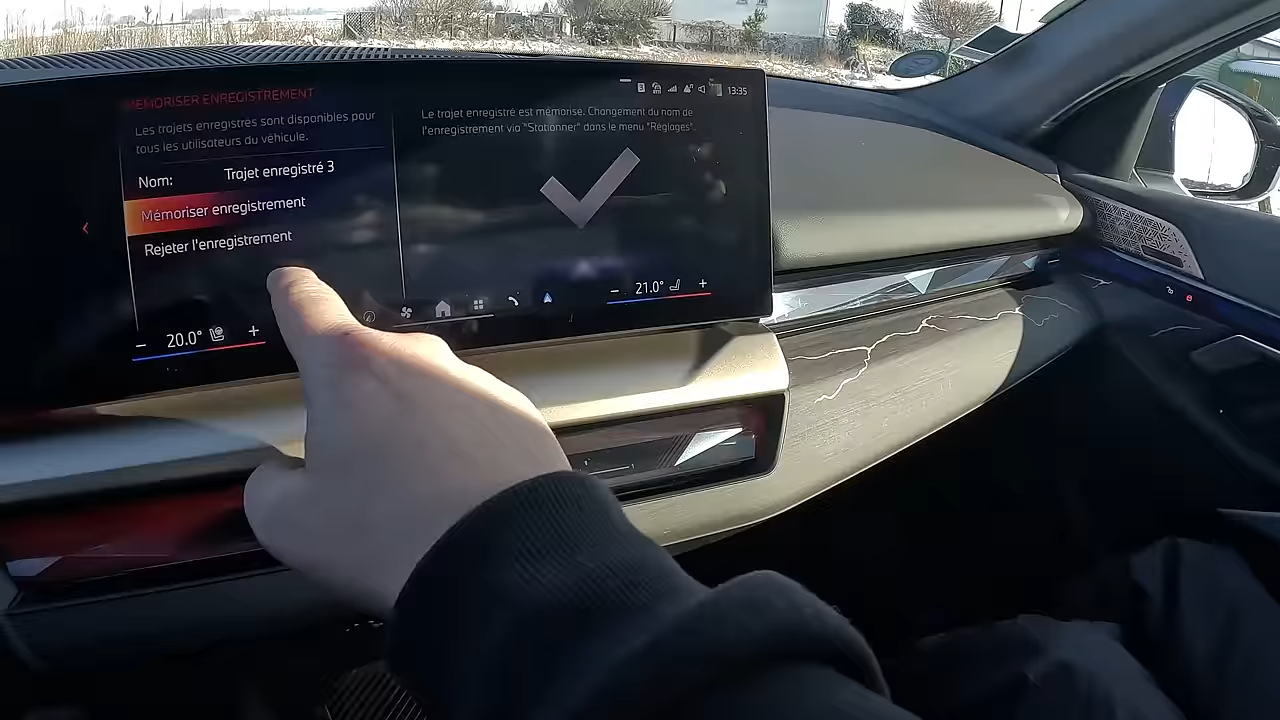 MÉMORISER ENREGISTREMENT
Les trajets enregistrés sont disponibles pour
tous les utilisateurs du véhicule.
Nom: Trajet enregistré 3
Mémoriser enregistrement
Rejeter l'enregistrement
− 20.0° +
13:35
Le trajet enregistré est mémorisé. Changement du nom de
l'enregistrement via "Stationner" dans le menu "Réglages".
− 21.0° +